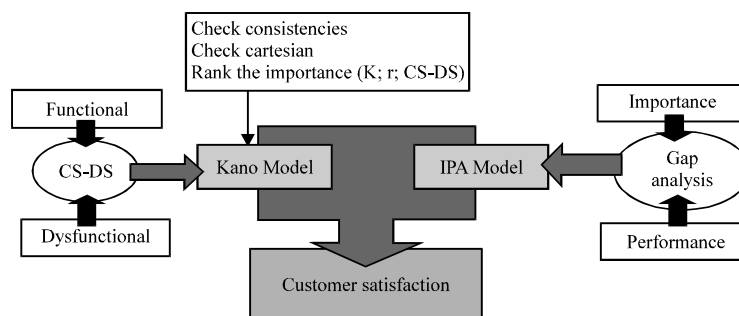 Check consistencies
Check cartesian
Rank the importance (K; r; CS-DS)
Functional
Importance
CS-DS
Kano Model
IPA Model
Gap
analysis
Dysfunctional
Performance
Customer satisfaction